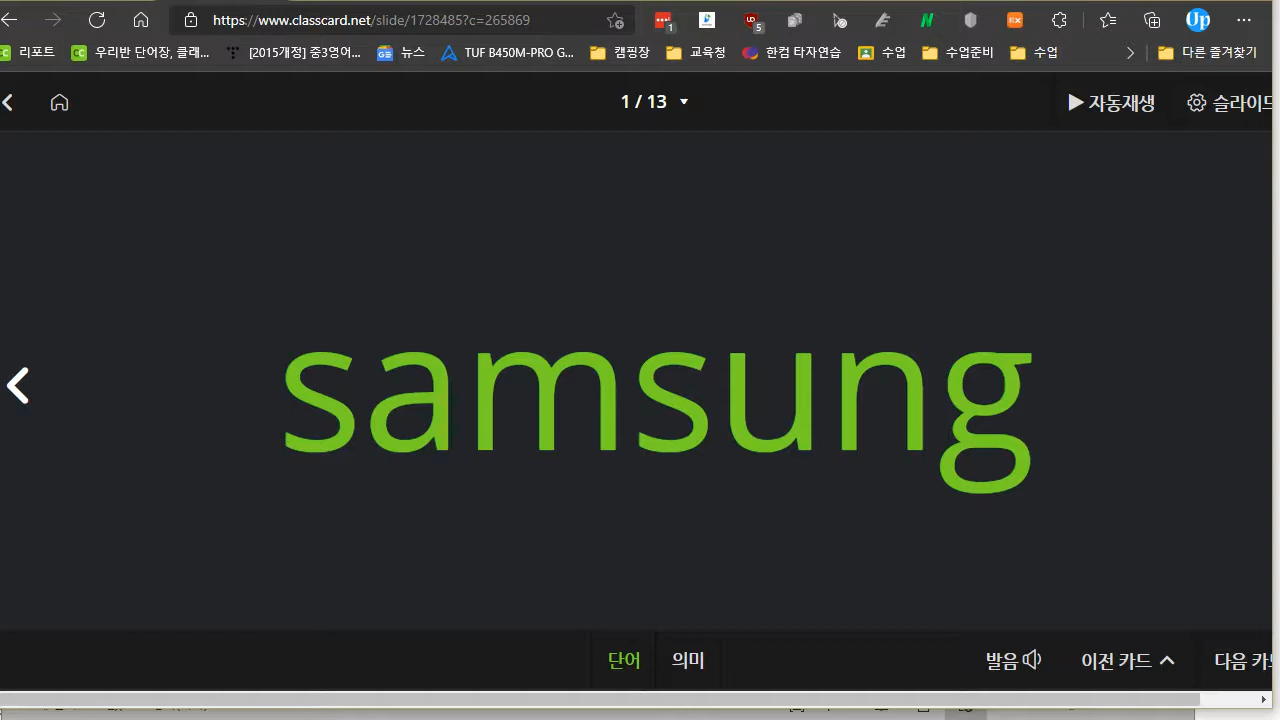 https://www.classcard.net/slide/1728485?c=265869
1
UD
5
Up
리포트
우리반 단어장, 클래...
[2015개정] 중3영어...
뉴스
TUF B450M-PRO G...
캠핑장
교육청
한컴 타자연습
수업
수업준비
수업
다른 즐겨찾기
1 / 13
자동재생
슬라이드
samsung
단어
의미
발음
이전 카드
다음 카